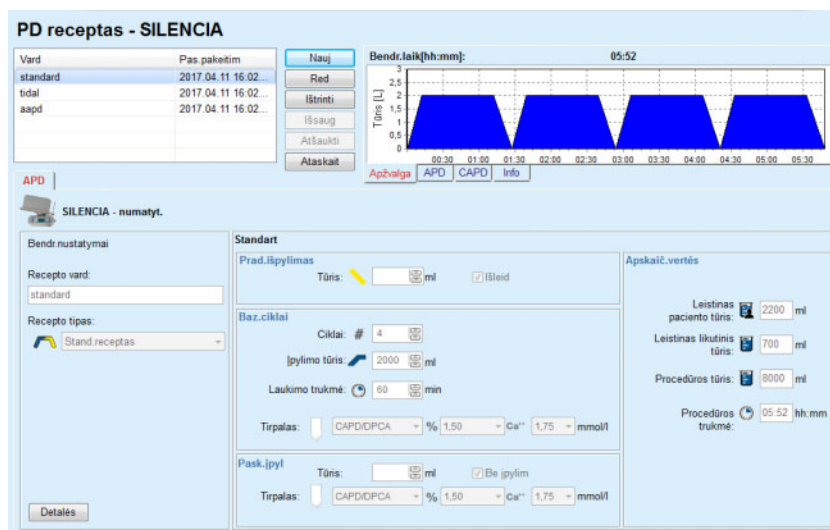 PD receptas - SILENCIA
Vard Pas.pakeitim
standard 2017.04.11 16:02...
tidal 2017.04.11 16:02...
aapd 2017.04.11 16:02...
Nauj
Red
Ištrinti
Išsaug
Atšaukti
Ataskait
Bendr.laik[hh:mm]: 05:52
Tūris [L]
3
2,5
2
1,5
1
0,5
0
00:30 01:00 01:30 02:00 02:30 03:00 03:30 04:00 04:30 05:00 05:30
Apžvalga APD CAPD Info
APD
SILENCIA - numatyt.
Bendr.nustatymai
Recepto vard:
standard
Recepto tipas:
Stand.receptas
Detalės
Standart
Prad.išpylimas
Tūris: ml Išleid
Baz.ciklai
Ciklai: # 4
Įpylimo tūris: 2000 ml
Laukimo trukmė: 60 min
Tirpalas: CAPD/DPCA % 1,50 Ca⁺⁺ 1,75 mmol/l
Pask.įpyl
Tūris: ml Be įpylim
Tirpalas: CAPD/DPCA % 1,50 Ca⁺⁺ 1,75 mmol/l
Apskaič.vertės
Leistinas
paciento tūris: 2200 ml
Leistinas likutinis
tūris: 700 ml
Procedūros tūris: 8000 ml
Procedūros
trukmė: 05:52 hh:mm